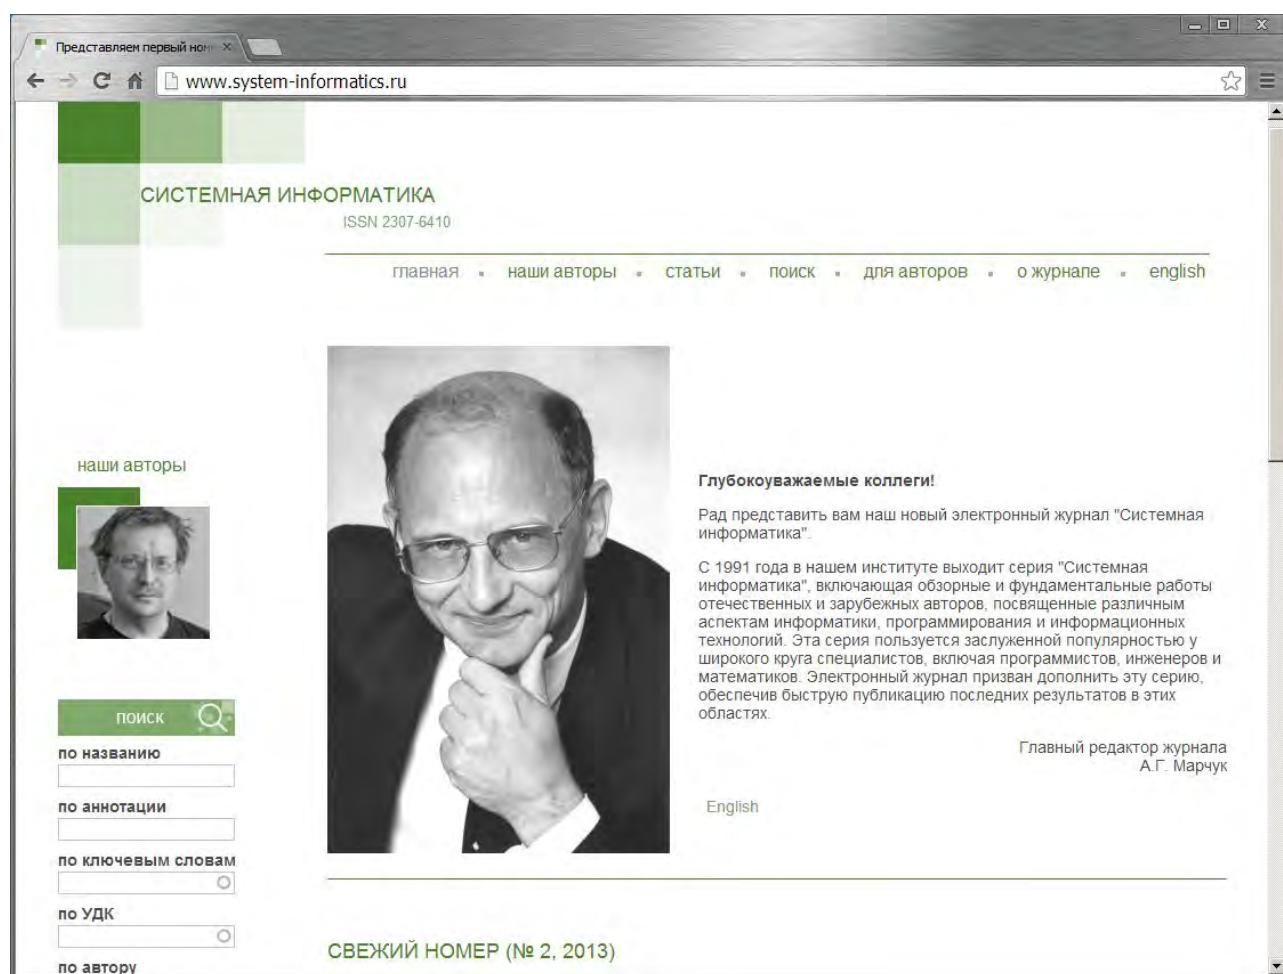 Представляем первый ном
www.system-informatics.ru
СИСТЕМНАЯ ИНФОРМАТИКА
ISSN 2307-6410
главная
наши авторы
статьи
поиск
для авторов
о журнале
english
наши авторы
Глубокоуважаемые коллеги!
Рад представить вам наш новый электронный журнал "Системная
информатика".
С 1991 года в нашем институте выходит серия "Системная
информатика", включающая обзорные и фундаментальные работы
отечественных и зарубежных авторов, посвященные различным
аспектам информатики, программирования и информационных
технологий. Эта серия пользуется заслуженной популярностью у
широкого круга специалистов, включая программистов, инженеров и
математиков. Электронный журнал призван дополнить эту серию,
обеспечив быструю публикацию последних результатов в этих
областях.
Главный редактор журнала
А.Г. Марчук
English
поиск
по названию
по аннотации
по ключевым словам
по УДК
по автору
СВЕЖИЙ НОМЕР (№ 2, 2013)